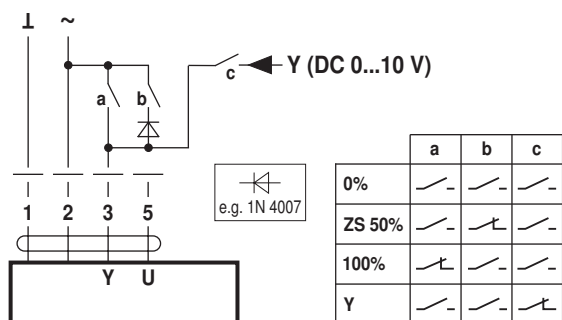 ⊥ ~
a b c Y (DC 0...10 V)
e.g. 1N 4007
1 2 3 5
Y U
a b c
0%
ZS 50%
100%
Y